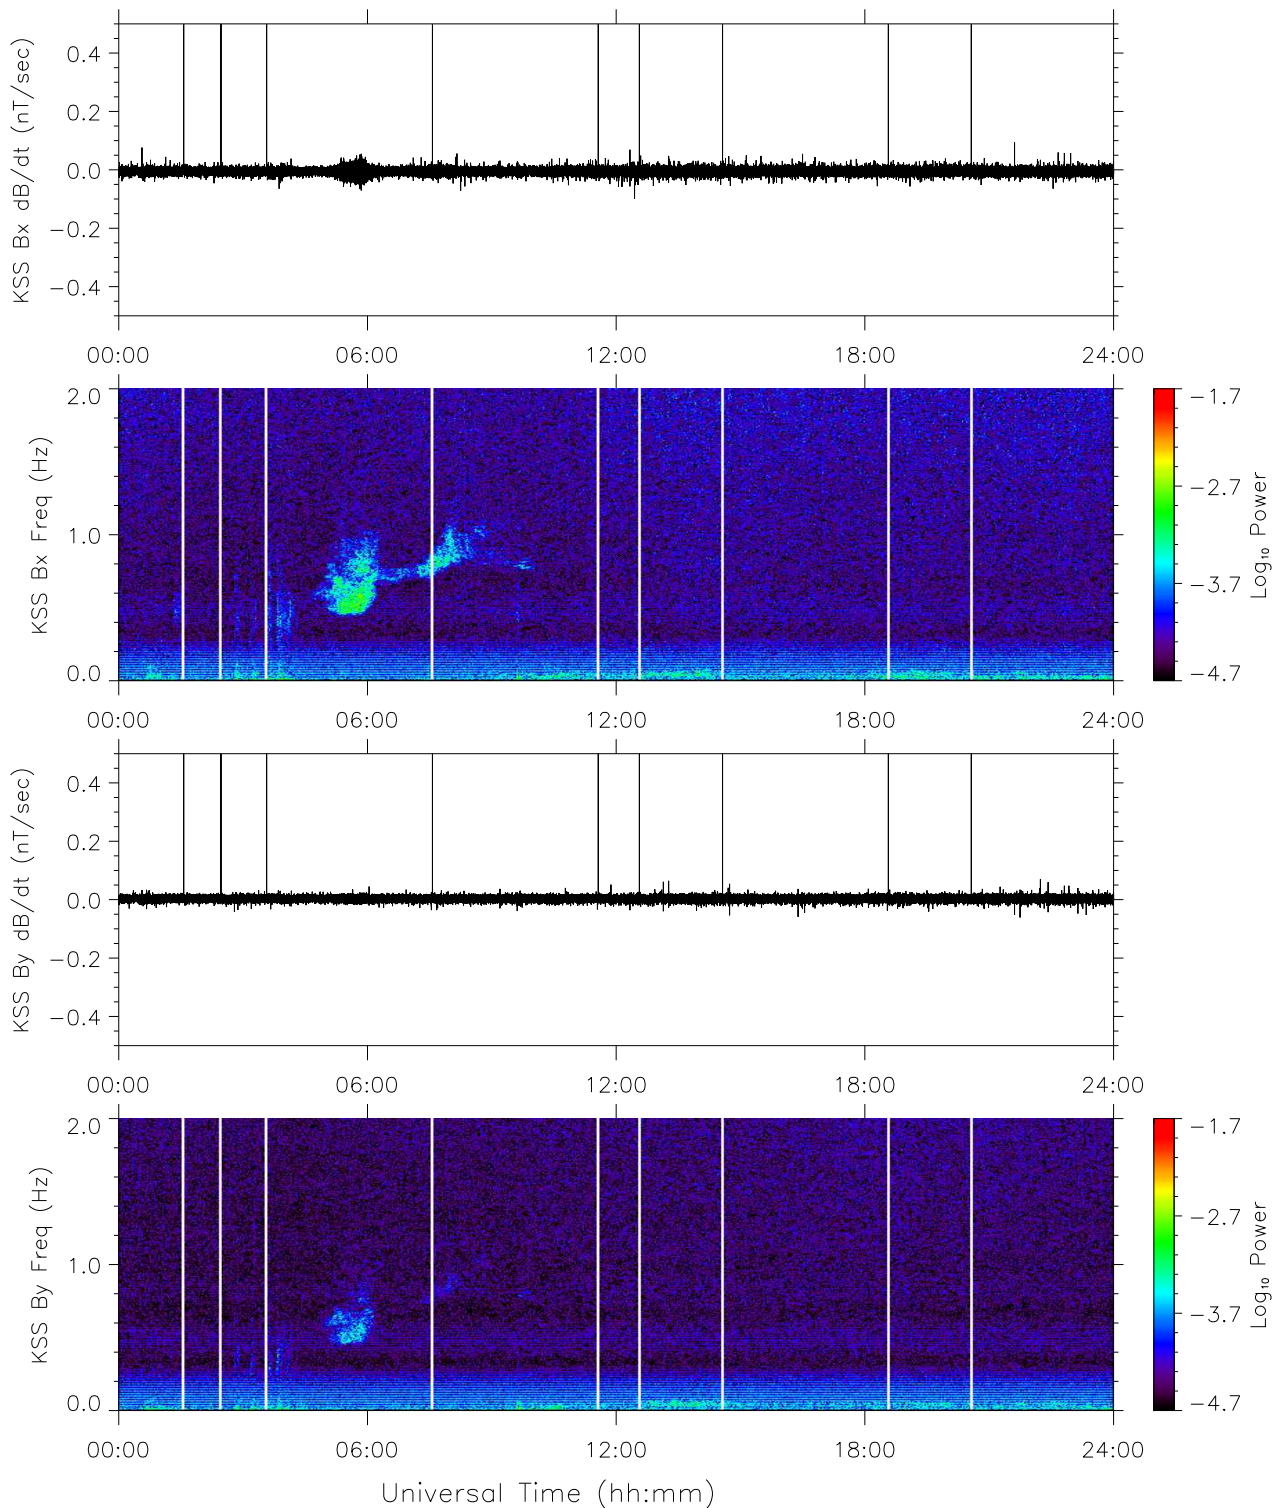 KSS Bx dB/dt (nT/sec)
0.4
0.2
0.0
−0.2
−0.4
00:00 06:00 12:00 18:00 24:00
KSS Bx Freq (Hz)
2.0
1.0
0.0
00:00 06:00 12:00 18:00 24:00
−1.7
−2.7
−3.7
−4.7
Log₁₀ Power
KSS By dB/dt (nT/sec)
0.4
0.2
0.0
−0.2
−0.4
00:00 06:00 12:00 18:00 24:00
KSS By Freq (Hz)
2.0
1.0
0.0
00:00 06:00 12:00 18:00 24:00
−1.7
−2.7
−3.7
−4.7
Log₁₀ Power
Universal Time (hh:mm)